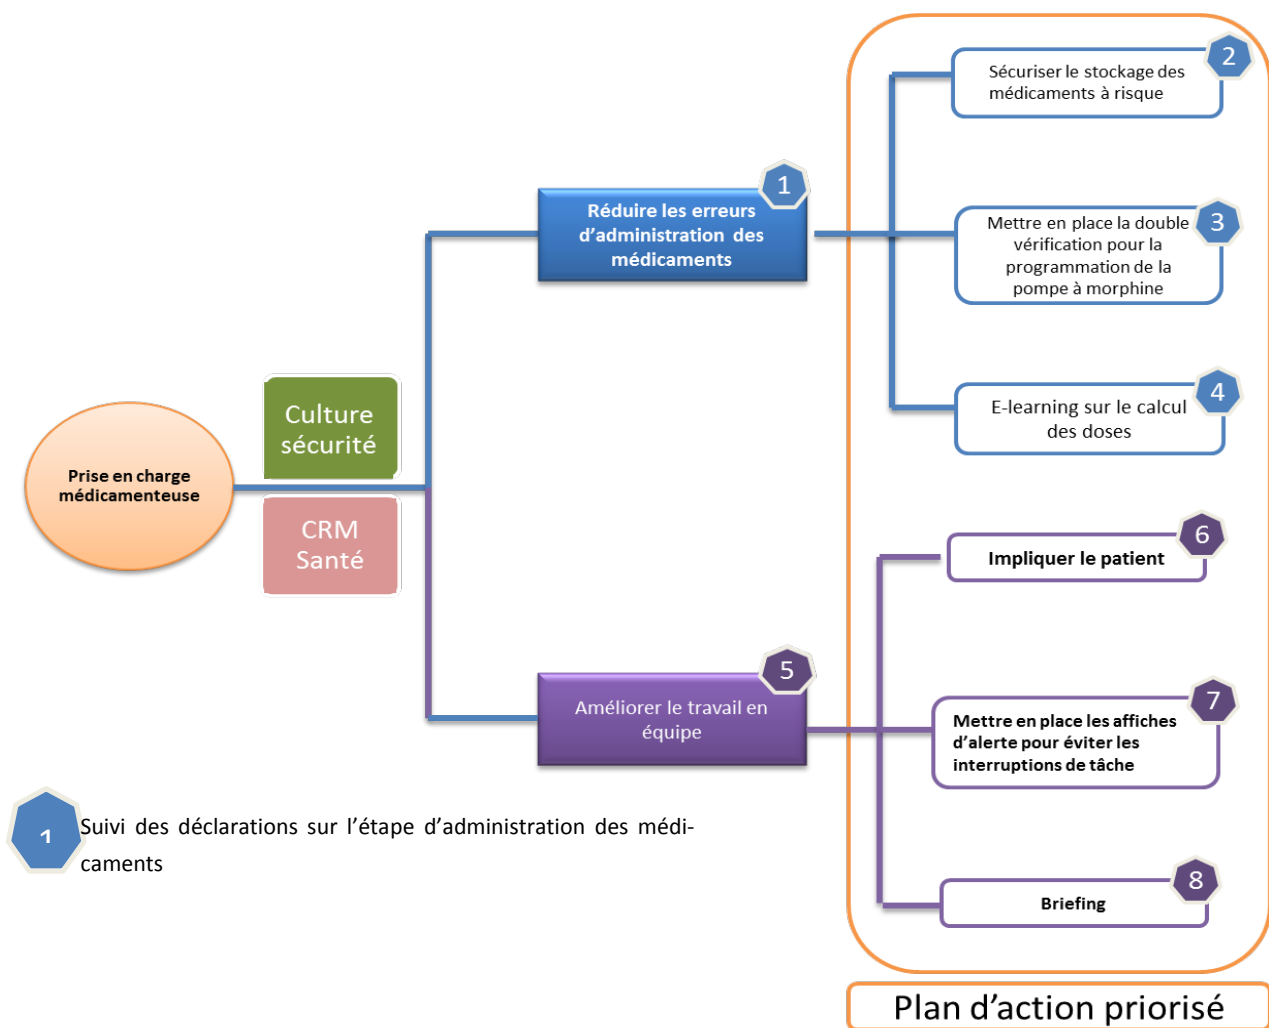 2
Sécuriser le stockage des
médicaments à risque
1
Réduire les erreurs
d’administration des
médicaments
3
Mettre en place la double
vérification pour la
programmation de la
pompe à morphine
4
E-learning sur le calcul
des doses
Culture
sécurité
Prise en charge
médicamenteuse
CRM
Santé
6
Impliquer le patient
5
Améliorer le travail en
équipe
7
Mettre en place les affiches
d’alerte pour éviter les
interruptions de tâche
8
Briefing
1
Suivi des déclarations sur l’étape d’administration des médi-
caments
Plan d’action priorisé